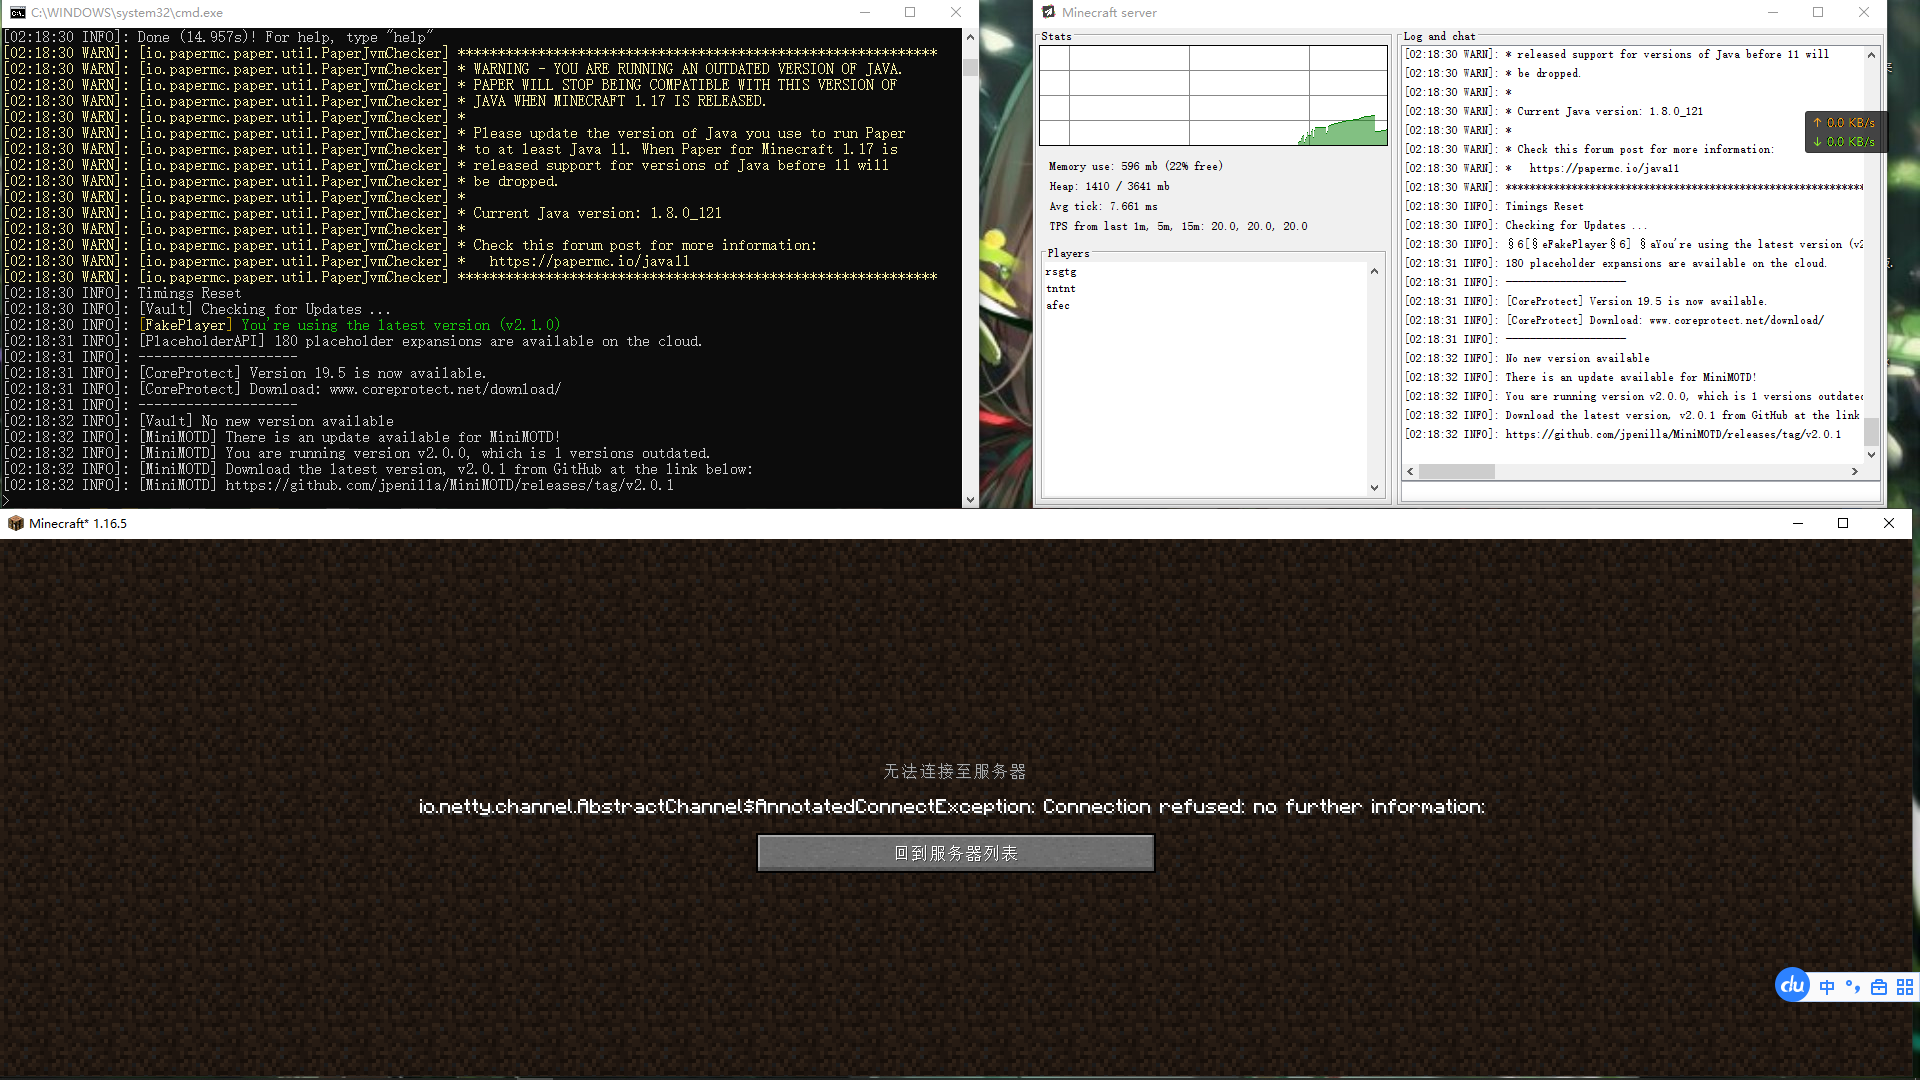 C:\WINDOWS\system32\cmd.exe
[02:18:30 INFO]: Done (14.957s)! For help, type "help"
[02:18:30 WARN]: [io.papermc.paper.util.PaperJvmChecker] ************************************************************
[02:18:30 WARN]: [io.papermc.paper.util.PaperJvmChecker] * WARNING - YOU ARE RUNNING AN OUTDATED VERSION OF JAVA.
[02:18:30 WARN]: [io.papermc.paper.util.PaperJvmChecker] * PAPER WILL STOP BEING COMPATIBLE WITH THIS VERSION OF
[02:18:30 WARN]: [io.papermc.paper.util.PaperJvmChecker] * JAVA WHEN MINECRAFT 1.17 IS RELEASED.
[02:18:30 WARN]: [io.papermc.paper.util.PaperJvmChecker] *
[02:18:30 WARN]: [io.papermc.paper.util.PaperJvmChecker] * Please update the version of Java you use to run Paper
[02:18:30 WARN]: [io.papermc.paper.util.PaperJvmChecker] * to at least Java 11. When Paper for Minecraft 1.17 is
[02:18:30 WARN]: [io.papermc.paper.util.PaperJvmChecker] * released support for versions of Java before 11 will
[02:18:30 WARN]: [io.papermc.paper.util.PaperJvmChecker] * be dropped.
[02:18:30 WARN]: [io.papermc.paper.util.PaperJvmChecker] *
[02:18:30 WARN]: [io.papermc.paper.util.PaperJvmChecker] * Current Java version: 1.8.0_121
[02:18:30 WARN]: [io.papermc.paper.util.PaperJvmChecker] *
[02:18:30 WARN]: [io.papermc.paper.util.PaperJvmChecker] * Check this forum post for more information:
[02:18:30 WARN]: [io.papermc.paper.util.PaperJvmChecker] *   https://papermc.io/java11
[02:18:30 WARN]: [io.papermc.paper.util.PaperJvmChecker] ************************************************************
[02:18:30 INFO]: Timings Reset
[02:18:30 INFO]: [Vault] Checking for Updates ...
[02:18:30 INFO]: [FakePlayer] You're using the latest version (v2.1.0)
[02:18:31 INFO]: [PlaceholderAPI] 180 placeholder expansions are available on the cloud.
[02:18:31 INFO]: --------------------
[02:18:31 INFO]: [CoreProtect] Version 19.5 is now available.
[02:18:31 INFO]: [CoreProtect] Download: www.coreprotect.net/download/
[02:18:31 INFO]: --------------------
[02:18:32 INFO]: [Vault] No new version available
[02:18:32 INFO]: [MiniMOTD] There is an update available for MiniMOTD!
[02:18:32 INFO]: [MiniMOTD] You are running version v2.0.0, which is 1 versions outdated.
[02:18:32 INFO]: [MiniMOTD] Download the latest version, v2.0.1 from GitHub at the link below:
[02:18:32 INFO]: [MiniMOTD] https://github.com/jpenilla/MiniMOTD/releases/tag/v2.0.1
>
Minecraft server
Stats
Memory use: 596 mb (22% free)
Heap: 1410 / 3641 mb
Avg tick: 7.661 ms
TPS from last 1m, 5m, 15m: 20.0, 20.0, 20.0
Players
rsgtg
tntnt
afec
Log and chat
[02:18:30 WARN]: * released support for versions of Java before 11 will
[02:18:30 WARN]: * be dropped.
[02:18:30 WARN]: *
[02:18:30 WARN]: * Current Java version: 1.8.0_121
[02:18:30 WARN]: *
[02:18:30 WARN]: * Check this forum post for more information:
[02:18:30 WARN]: *   https://papermc.io/java11
[02:18:30 WARN]: ************************************************************
[02:18:30 INFO]: Timings Reset
[02:18:30 INFO]: Checking for Updates ...
[02:18:30 INFO]: §6[§eFakePlayer§6] §aYou're using the latest version (v2
[02:18:31 INFO]: 180 placeholder expansions are available on the cloud.
[02:18:31 INFO]: --------------------
[02:18:31 INFO]: [CoreProtect] Version 19.5 is now available.
[02:18:31 INFO]: [CoreProtect] Download: www.coreprotect.net/download/
[02:18:31 INFO]: --------------------
[02:18:32 INFO]: No new version available
[02:18:32 INFO]: There is an update available for MiniMOTD!
[02:18:32 INFO]: You are running version v2.0.0, which is 1 versions outdated
[02:18:32 INFO]: Download the latest version, v2.0.1 from GitHub at the link
[02:18:32 INFO]: https://github.com/jpenilla/MiniMOTD/releases/tag/v2.0.1
↑ 0.0 KB/s
↓ 0.0 KB/s
Minecraft* 1.16.5
无法连接至服务器
io.netty.channel.AbstractChannel$AnnotatedConnectException: Connection refused: no further information:
回到服务器列表
du 中 °,